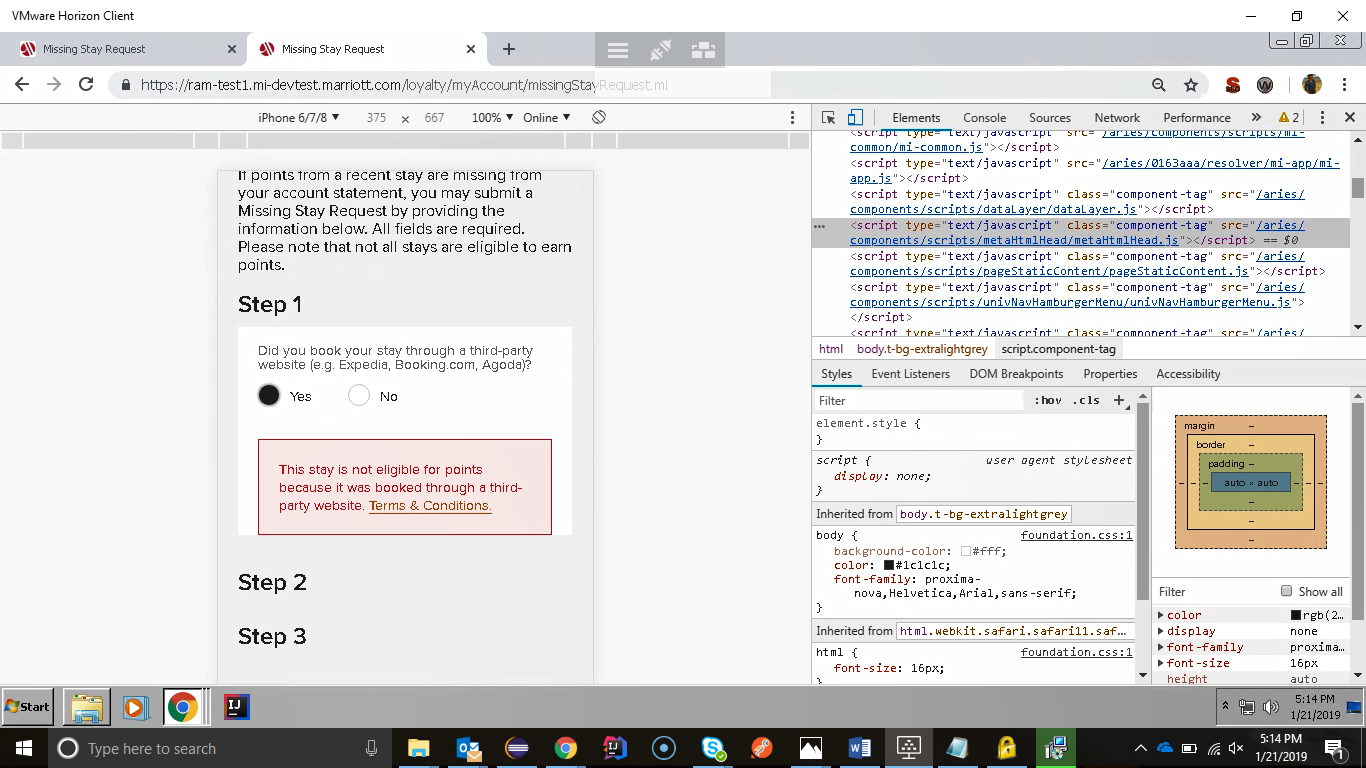 VMware Horizon Client
Missing Stay Request
Missing Stay Request
https://ram-test1.mi-devtest.marriott.com/loyalty/myAccount/missingStayRequest.mi
iPhone 6/7/8 ▼ 375 × 667 100% ▼ Online ▼
If points from a recent stay are missing from
your account statement, you may submit a
Missing Stay Request by providing the
information below. All fields are required.
Please note that not all stays are eligible to earn
points.
Step 1
Did you book your stay through a third-party
website (e.g. Expedia, Booking.com, Agoda)?
Yes No
This stay is not eligible for points
because it was booked through a third-
party website. Terms & Conditions.
Step 2
Step 3
Elements Console Sources Network Performance » 2
<script type="text/javascript" src="/aries/components/scripts/mi-
common/mi-common.js"></script>
<script type="text/javascript" src="/aries/0163aaa/resolver/mi-app/mi-
app.js"></script>
<script type="text/javascript" class="component-tag" src="/aries/
components/scripts/dataLayer/dataLayer.js"></script>
<script type="text/javascript" class="component-tag" src="/aries/
components/scripts/metaHtmlHead/metaHtmlHead.js"></script> == $0
<script type="text/javascript" class="component-tag" src="/aries/
components/scripts/pageStaticContent/pageStaticContent.js"></script>
<script type="text/javascript" class="component-tag" src="/aries/
components/scripts/univNavHamburgerMenu/univNavHamburgerMenu.js">
</script>
<script type="text/javascript" class="component-tag" src="/aries/
html body.t-bg-extralightgrey script.component-tag
Styles Event Listeners DOM Breakpoints Properties Accessibility
Filter :hov .cls +
element.style {
}
script { user agent stylesheet
display: none;
}
Inherited from body.t-bg-extralightgrey
body { foundation.css:1
background-color: #fff;
color: #1c1c1c;
font-family: proxima-
nova,Helvetica,Arial,sans-serif;
}
Inherited from html.webkit.safari.safari11.saf...
html { foundation.css:1
font-size: 16px;
}
margin –
border –
padding –
auto × auto
Filter Show all
color rgb(2...
display none
font-family proxima...
font-size 16px
height auto
Start
5:14 PM
1/21/2019
Type here to search
5:14 PM
1/21/2019
1